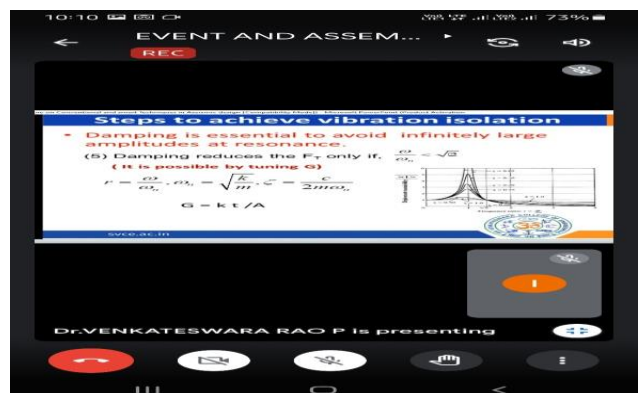 10:10 73%
EVENT AND ASSEM...
REC
Steps to achieve vibration isolation
• Damping is essential to avoid infinitely large
amplitudes at resonance.
(5) Damping reduces the F_T only if, ω/ω_n < √2
( It is possible by tuning G)
r = ω/ω_n, ω_n = √(k/m), ξ = c/2mω_n
G = k t /A
svce.ac.in
Dr.VENKATESWARA RAO P is presenting